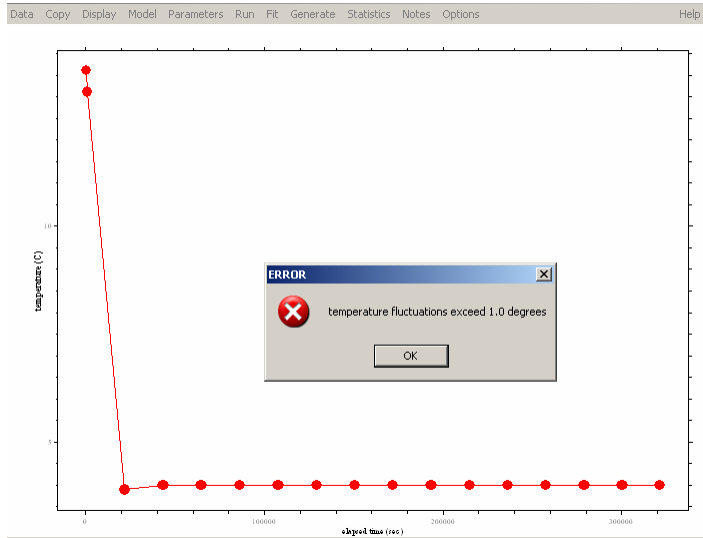 Data Copy Display Model Parameters Run Fit Generate Statistics Notes Options Help
10
temperature (C)
ERROR
temperature fluctuations exceed 1.0 degrees
OK
5
0 100000 200000 300000
elapsed time (sec)